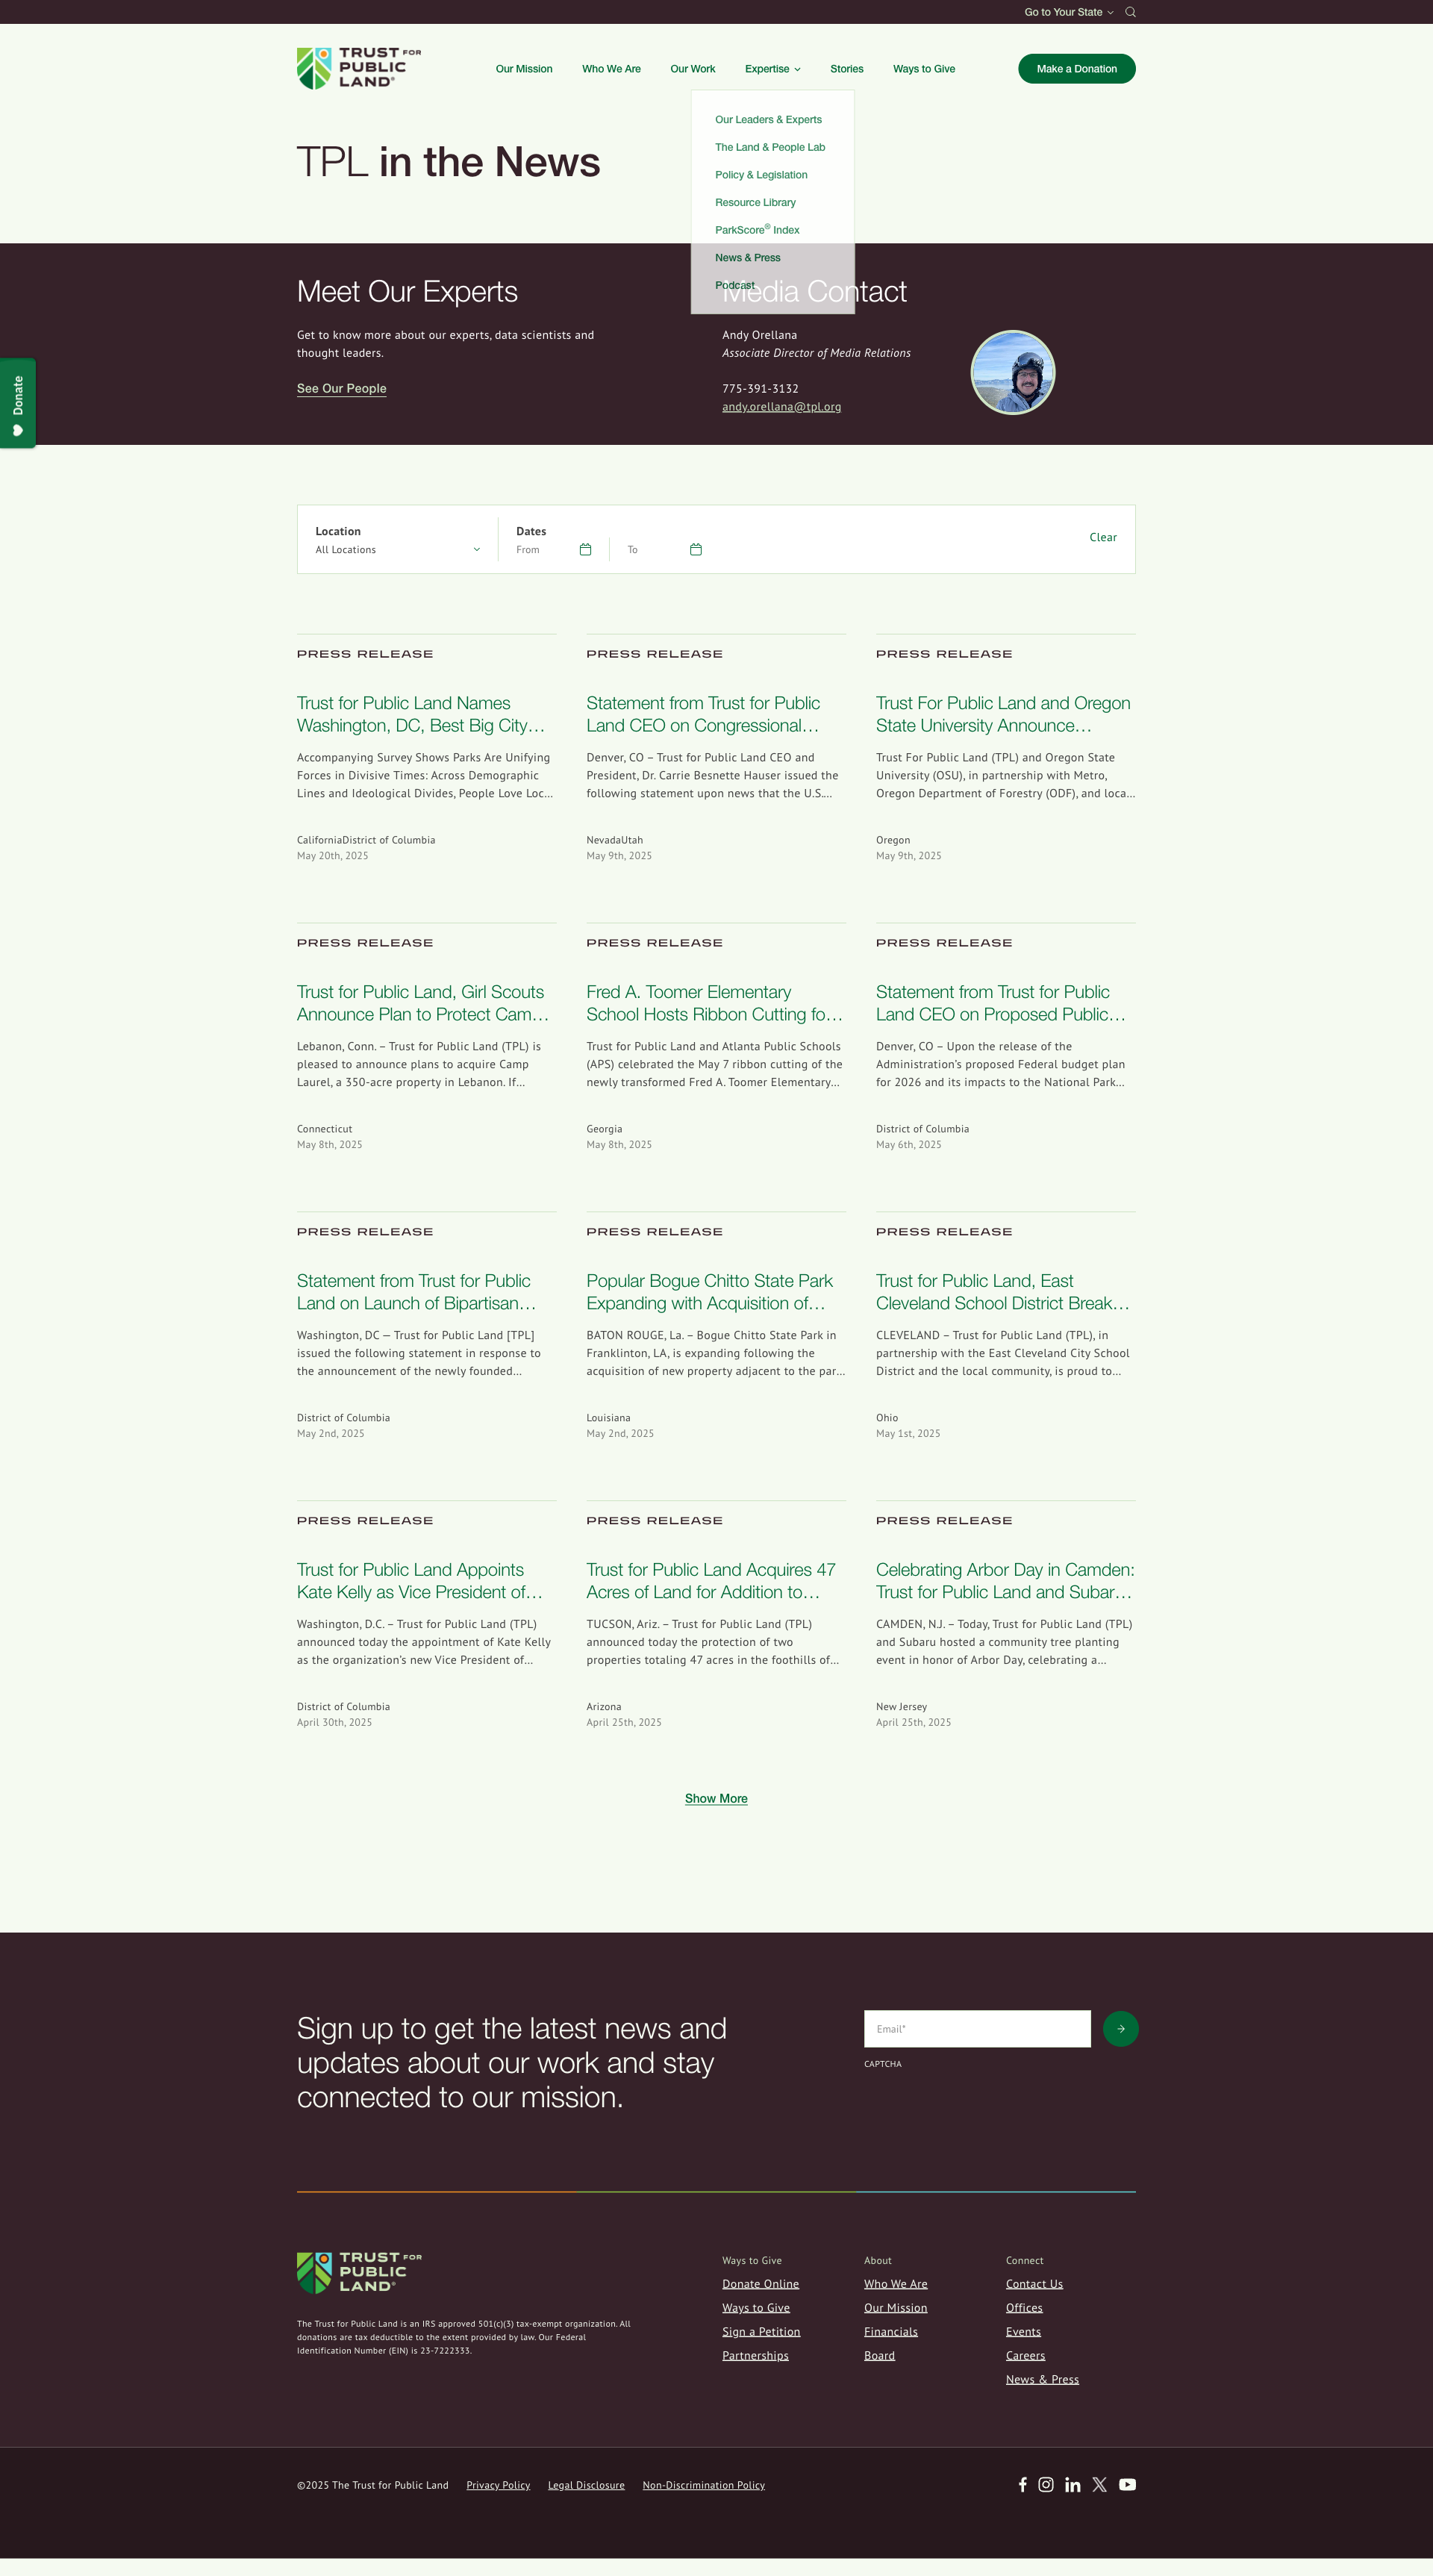 Go to Your State
TRUST FOR
PUBLIC
LAND®
Our Mission
Who We Are
Our Work
Expertise
Stories
Ways to Give
Make a Donation
Our Leaders & Experts
The Land & People Lab
Policy & Legislation
Resource Library
ParkScore® Index
News & Press
Podcast
TPL in the News
Meet Our Experts
Get to know more about our experts, data scientists and
thought leaders.
See Our People
Media Contact
Andy Orellana
Associate Director of Media Relations
775-391-3132
andy.orellana@tpl.org
Donate
Location
All Locations
Dates
From
To
Clear
PRESS RELEASE
Trust for Public Land Names
Washington, DC, Best Big City…
Accompanying Survey Shows Parks Are Unifying
Forces in Divisive Times: Across Demographic
Lines and Ideological Divides, People Love Loc…
CaliforniaDistrict of Columbia
May 20th, 2025
PRESS RELEASE
Statement from Trust for Public
Land CEO on Congressional…
Denver, CO – Trust for Public Land CEO and
President, Dr. Carrie Besnette Hauser issued the
following statement upon news that the U.S.…
NevadaUtah
May 9th, 2025
PRESS RELEASE
Trust For Public Land and Oregon
State University Announce…
Trust For Public Land (TPL) and Oregon State
University (OSU), in partnership with Metro,
Oregon Department of Forestry (ODF), and loca…
Oregon
May 9th, 2025
PRESS RELEASE
Trust for Public Land, Girl Scouts
Announce Plan to Protect Cam…
Lebanon, Conn. – Trust for Public Land (TPL) is
pleased to announce plans to acquire Camp
Laurel, a 350-acre property in Lebanon. If…
Connecticut
May 8th, 2025
PRESS RELEASE
Fred A. Toomer Elementary
School Hosts Ribbon Cutting fo…
Trust for Public Land and Atlanta Public Schools
(APS) celebrated the May 7 ribbon cutting of the
newly transformed Fred A. Toomer Elementary…
Georgia
May 8th, 2025
PRESS RELEASE
Statement from Trust for Public
Land CEO on Proposed Public…
Denver, CO – Upon the release of the
Administration's proposed Federal budget plan
for 2026 and its impacts to the National Park…
District of Columbia
May 6th, 2025
PRESS RELEASE
Statement from Trust for Public
Land on Launch of Bipartisan…
Washington, DC — Trust for Public Land [TPL]
issued the following statement in response to
the announcement of the newly founded…
District of Columbia
May 2nd, 2025
PRESS RELEASE
Popular Bogue Chitto State Park
Expanding with Acquisition of…
BATON ROUGE, La. – Bogue Chitto State Park in
Franklinton, LA, is expanding following the
acquisition of new property adjacent to the par…
Louisiana
May 2nd, 2025
PRESS RELEASE
Trust for Public Land, East
Cleveland School District Break…
CLEVELAND – Trust for Public Land (TPL), in
partnership with the East Cleveland City School
District and the local community, is proud to…
Ohio
May 1st, 2025
PRESS RELEASE
Trust for Public Land Appoints
Kate Kelly as Vice President of…
Washington, D.C. – Trust for Public Land (TPL)
announced today the appointment of Kate Kelly
as the organization's new Vice President of…
District of Columbia
April 30th, 2025
PRESS RELEASE
Trust for Public Land Acquires 47
Acres of Land for Addition to…
TUCSON, Ariz. – Trust for Public Land (TPL)
announced today the protection of two
properties totaling 47 acres in the foothills of…
Arizona
April 25th, 2025
PRESS RELEASE
Celebrating Arbor Day in Camden:
Trust for Public Land and Subar…
CAMDEN, N.J. – Today, Trust for Public Land (TPL)
and Subaru hosted a community tree planting
event in honor of Arbor Day, celebrating a…
New Jersey
April 25th, 2025
Show More
Sign up to get the latest news and
updates about our work and stay
connected to our mission.
Email*
CAPTCHA
TRUST FOR
PUBLIC
LAND®
The Trust for Public Land is an IRS approved 501(c)(3) tax-exempt organization. All
donations are tax deductible to the extent provided by law. Our Federal
Identification Number (EIN) is 23-7222333.
Ways to Give
Donate Online
Ways to Give
Sign a Petition
Partnerships
About
Who We Are
Our Mission
Financials
Board
Connect
Contact Us
Offices
Events
Careers
News & Press
©2025 The Trust for Public Land
Privacy Policy
Legal Disclosure
Non-Discrimination Policy